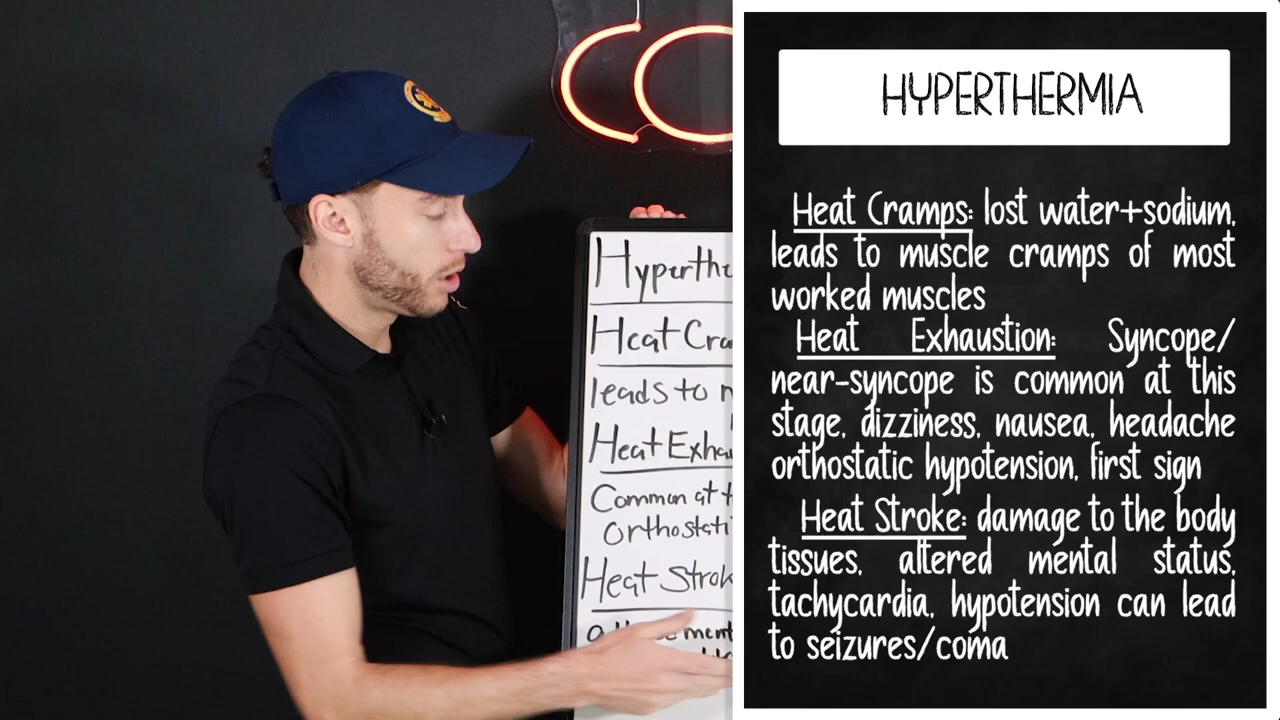 Hyperthe
Heat Cra
leads to
Heat Exha
Common at
Orthostati
Heat Strok
HYPERTHERMIA
Heat Cramps: lost water+sodium,
leads to muscle cramps of most
worked muscles
Heat Exhaustion: Syncope/
near-syncope is common at this
stage, dizziness, nausea, headache
orthostatic hypotension, first sign
Heat Stroke: damage to the body
tissues, altered mental status,
tachycardia, hypotension can lead
to seizures/coma